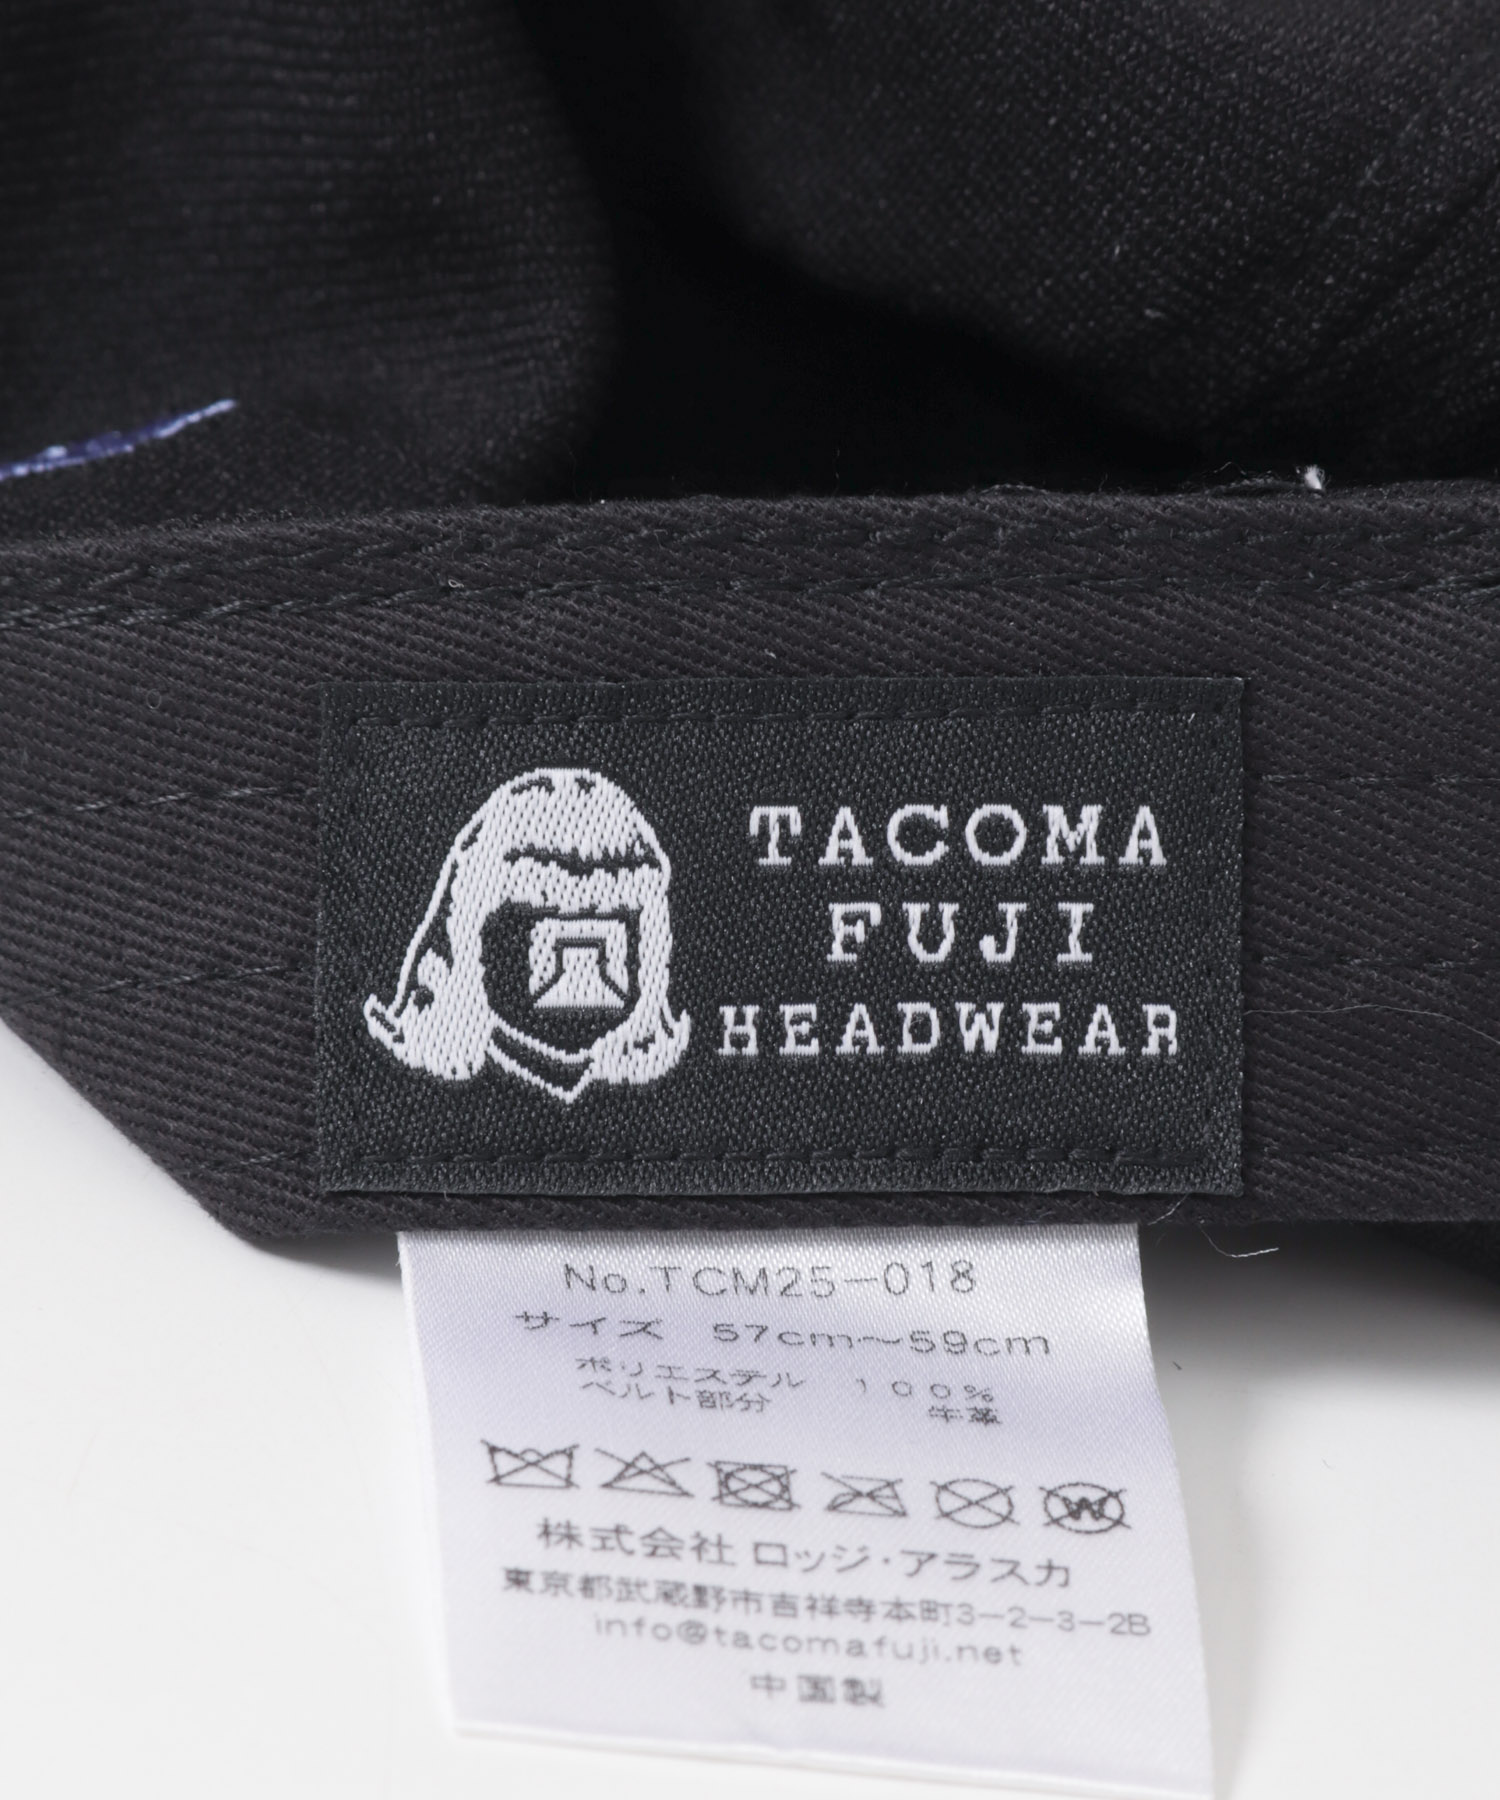 TACOMA
FUJI
HEADWEAR
No.TCM25-018
サイズ 57cm～59cm
ポリエステル 100%
ベルト部分 牛革
株式会社 ロッジ・アラスカ
東京都武蔵野市吉祥寺本町3-2-3-2B
info@tacomafuji.net
中国製